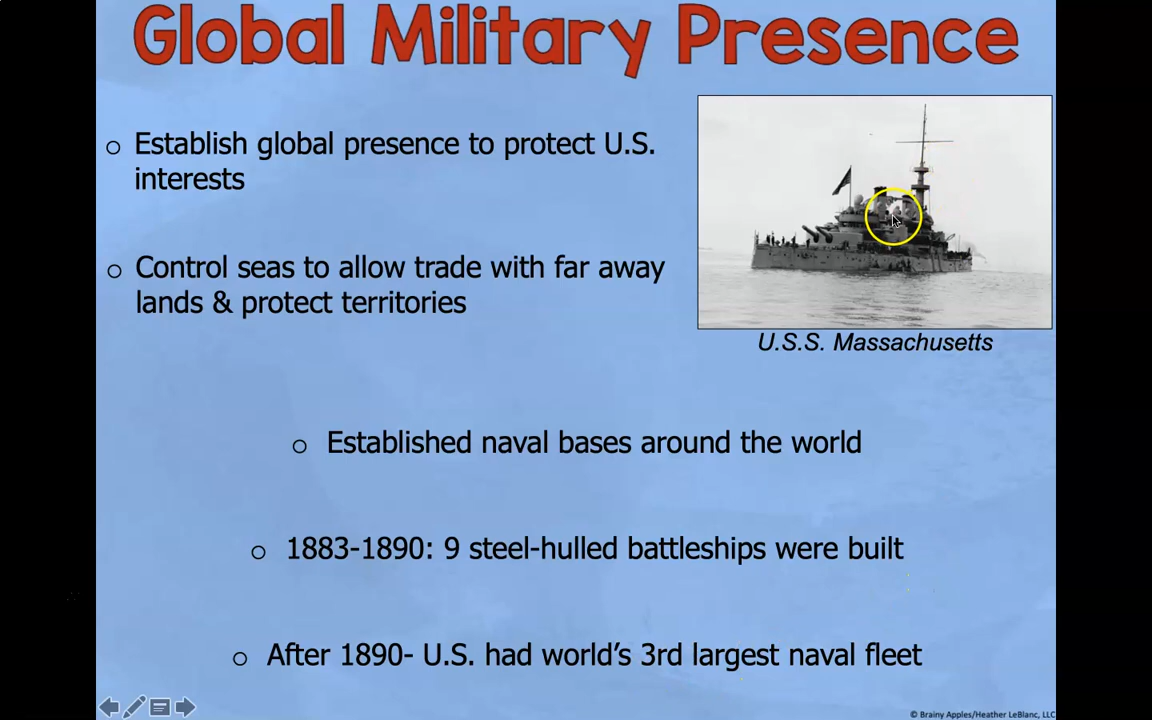 Global Military Presence
o Establish global presence to protect U.S.
interests
o Control seas to allow trade with far away
lands & protect territories
U.S.S. Massachusetts
o Established naval bases around the world
o 1883-1890: 9 steel-hulled battleships were built
o After 1890- U.S. had world’s 3rd largest naval fleet
© Brainy Apples/Heather LeBlanc, LLC